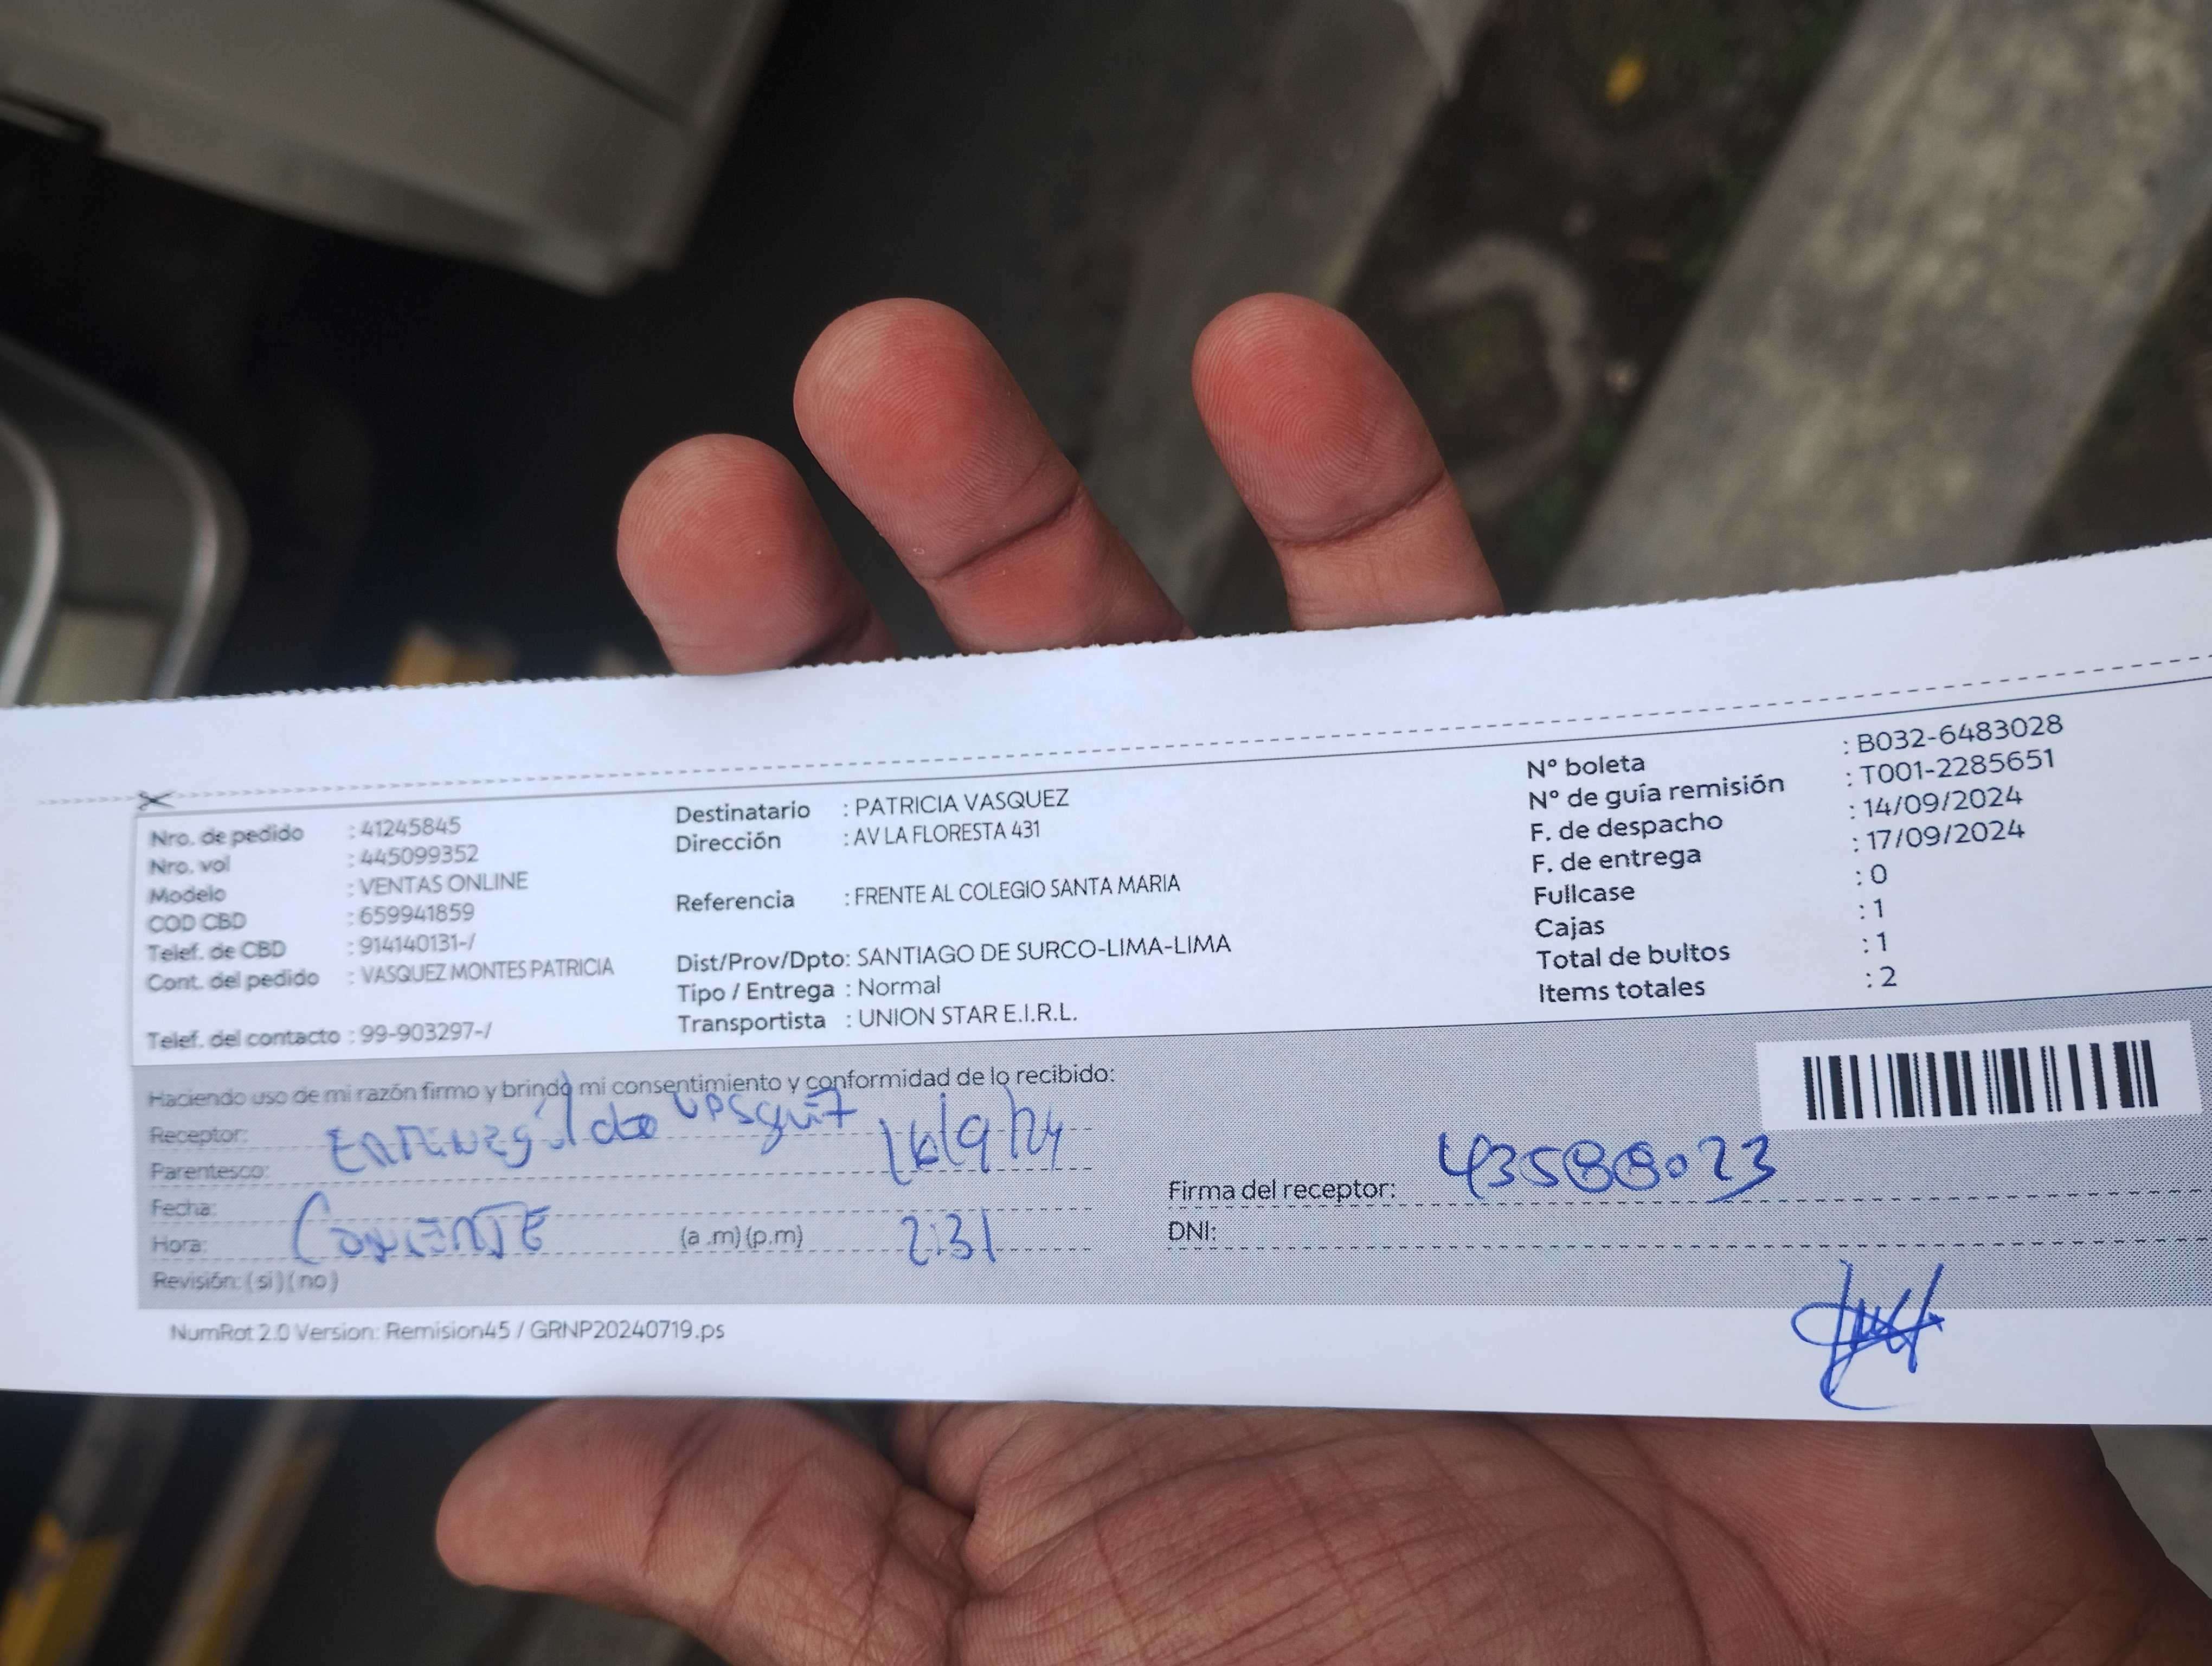 Nro. de pedido : 41245845
Nro. vol : 445099352
Modelo : VENTAS ONLINE
COD CBD : 659941859
Telef. de CBD : 914140131-/
Cont. del pedido : VASQUEZ MONTES PATRICIA
Telef. del contacto : 99-903297-/
Destinatario : PATRICIA VASQUEZ
Dirección : AV LA FLORESTA 431
Referencia : FRENTE AL COLEGIO SANTA MARIA
Dist/Prov/Dpto: SANTIAGO DE SURCO-LIMA-LIMA
Tipo / Entrega : Normal
Transportista : UNION STAR E.I.R.L.
N° boleta : B032-6483028
N° de guía remisión : T001-2285651
F. de despacho : 14/09/2024
F. de entrega : 17/09/2024
Fullcase : 0
Cajas : 1
Total de bultos : 1
Items totales : 2
Haciendo uso de mi razón firmo y brindo mi consentimiento y conformidad de lo recibido:
Receptor:
Parentesco: 16/9/24
Fecha:
Hora: (a .m) (p.m) 2:31
Revisión: ( si ) ( no )
Firma del receptor: 43588023
DNI:
NumRot 2.0 Version: Remision45 / GRNP20240719.ps